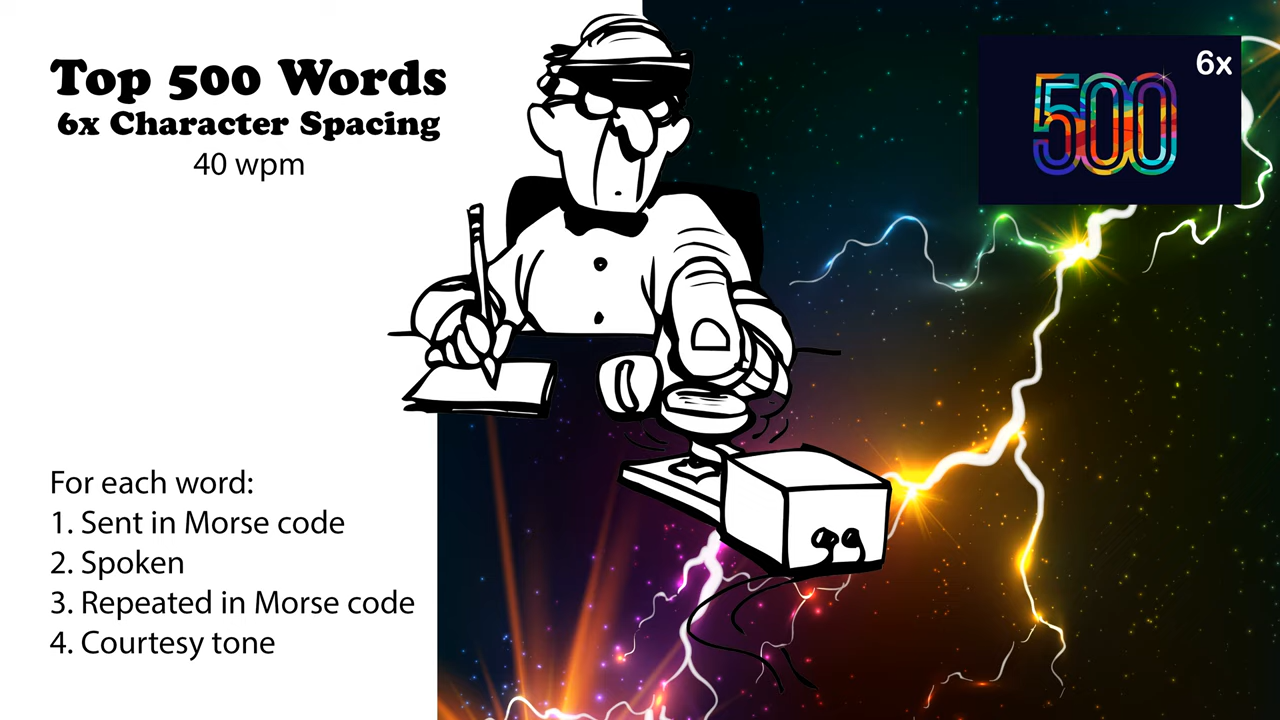 Top 500 Words
6x Character Spacing
40 wpm
6x
500
For each word:
1. Sent in Morse code
2. Spoken
3. Repeated in Morse code
4. Courtesy tone